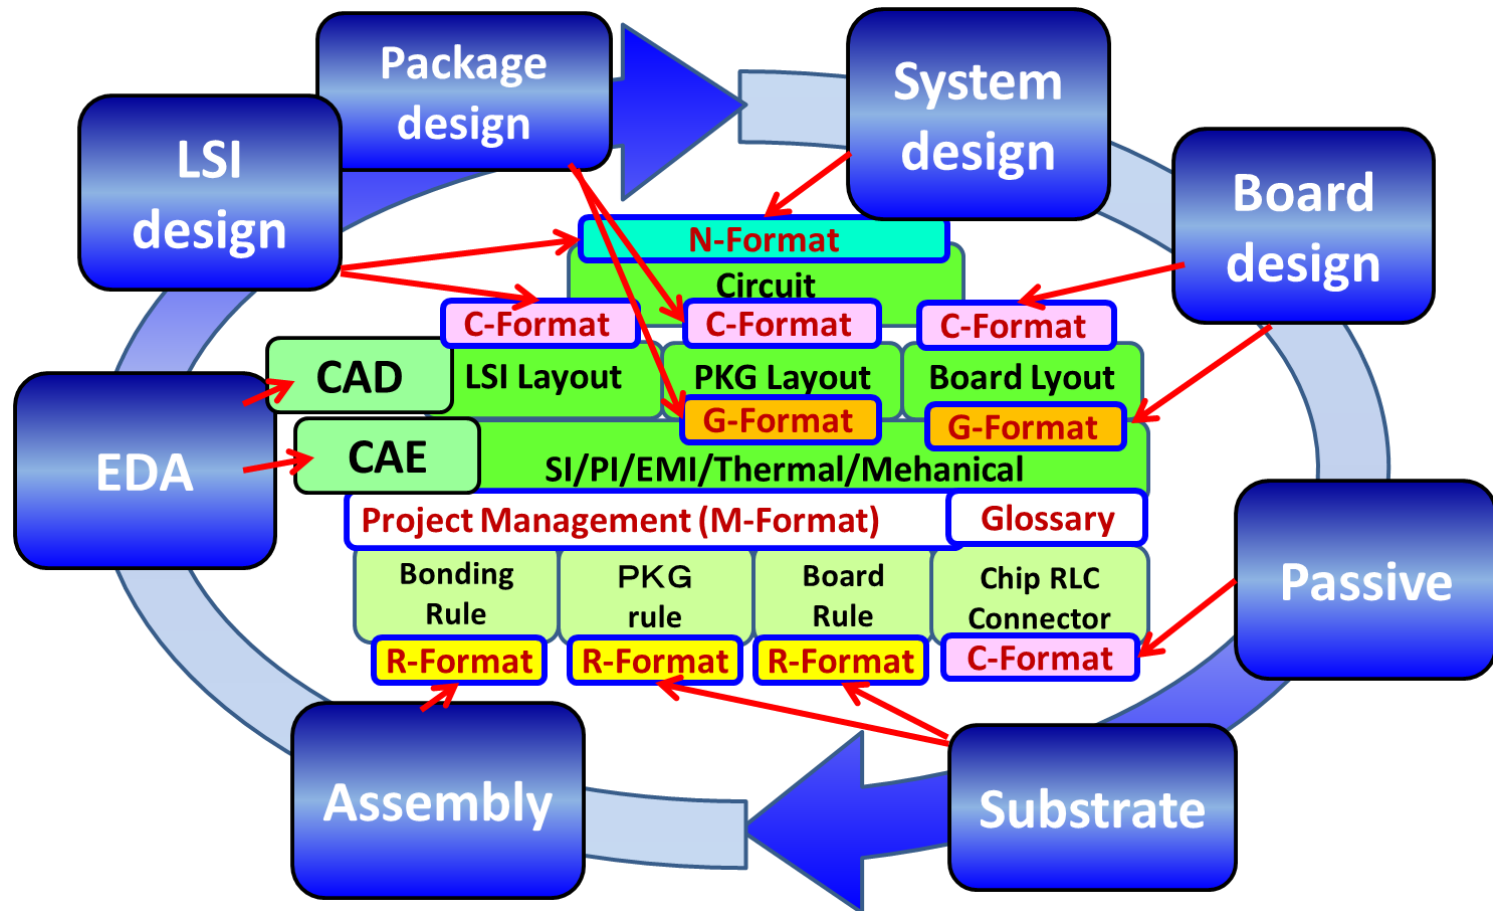 Package
design
System
design
LSI
design
Board
design
N-Format
Circuit
C-Format
C-Format
C-Format
CAD
LSI Layout
PKG Layout
Board Lyout
G-Format
G-Format
CAE
EDA
SI/PI/EMI/Thermal/Mehanical
Project Management (M-Format)
Glossary
Bonding
Rule
ＰＫＧ
rule
Board
Rule
Chip RLC
Connector
Passive
R-Format
R-Format
R-Format
C-Format
Assembly
Substrate